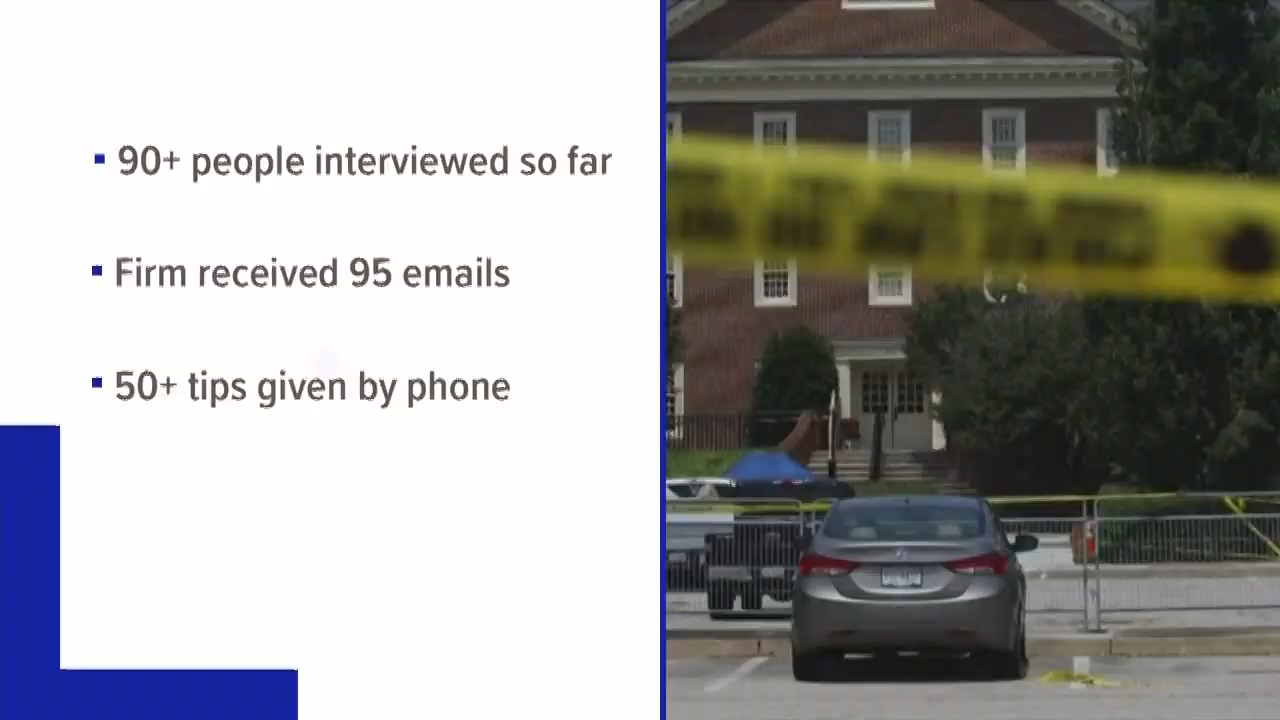 90+ people interviewed so far
Firm received 95 emails
50+ tips given by phone